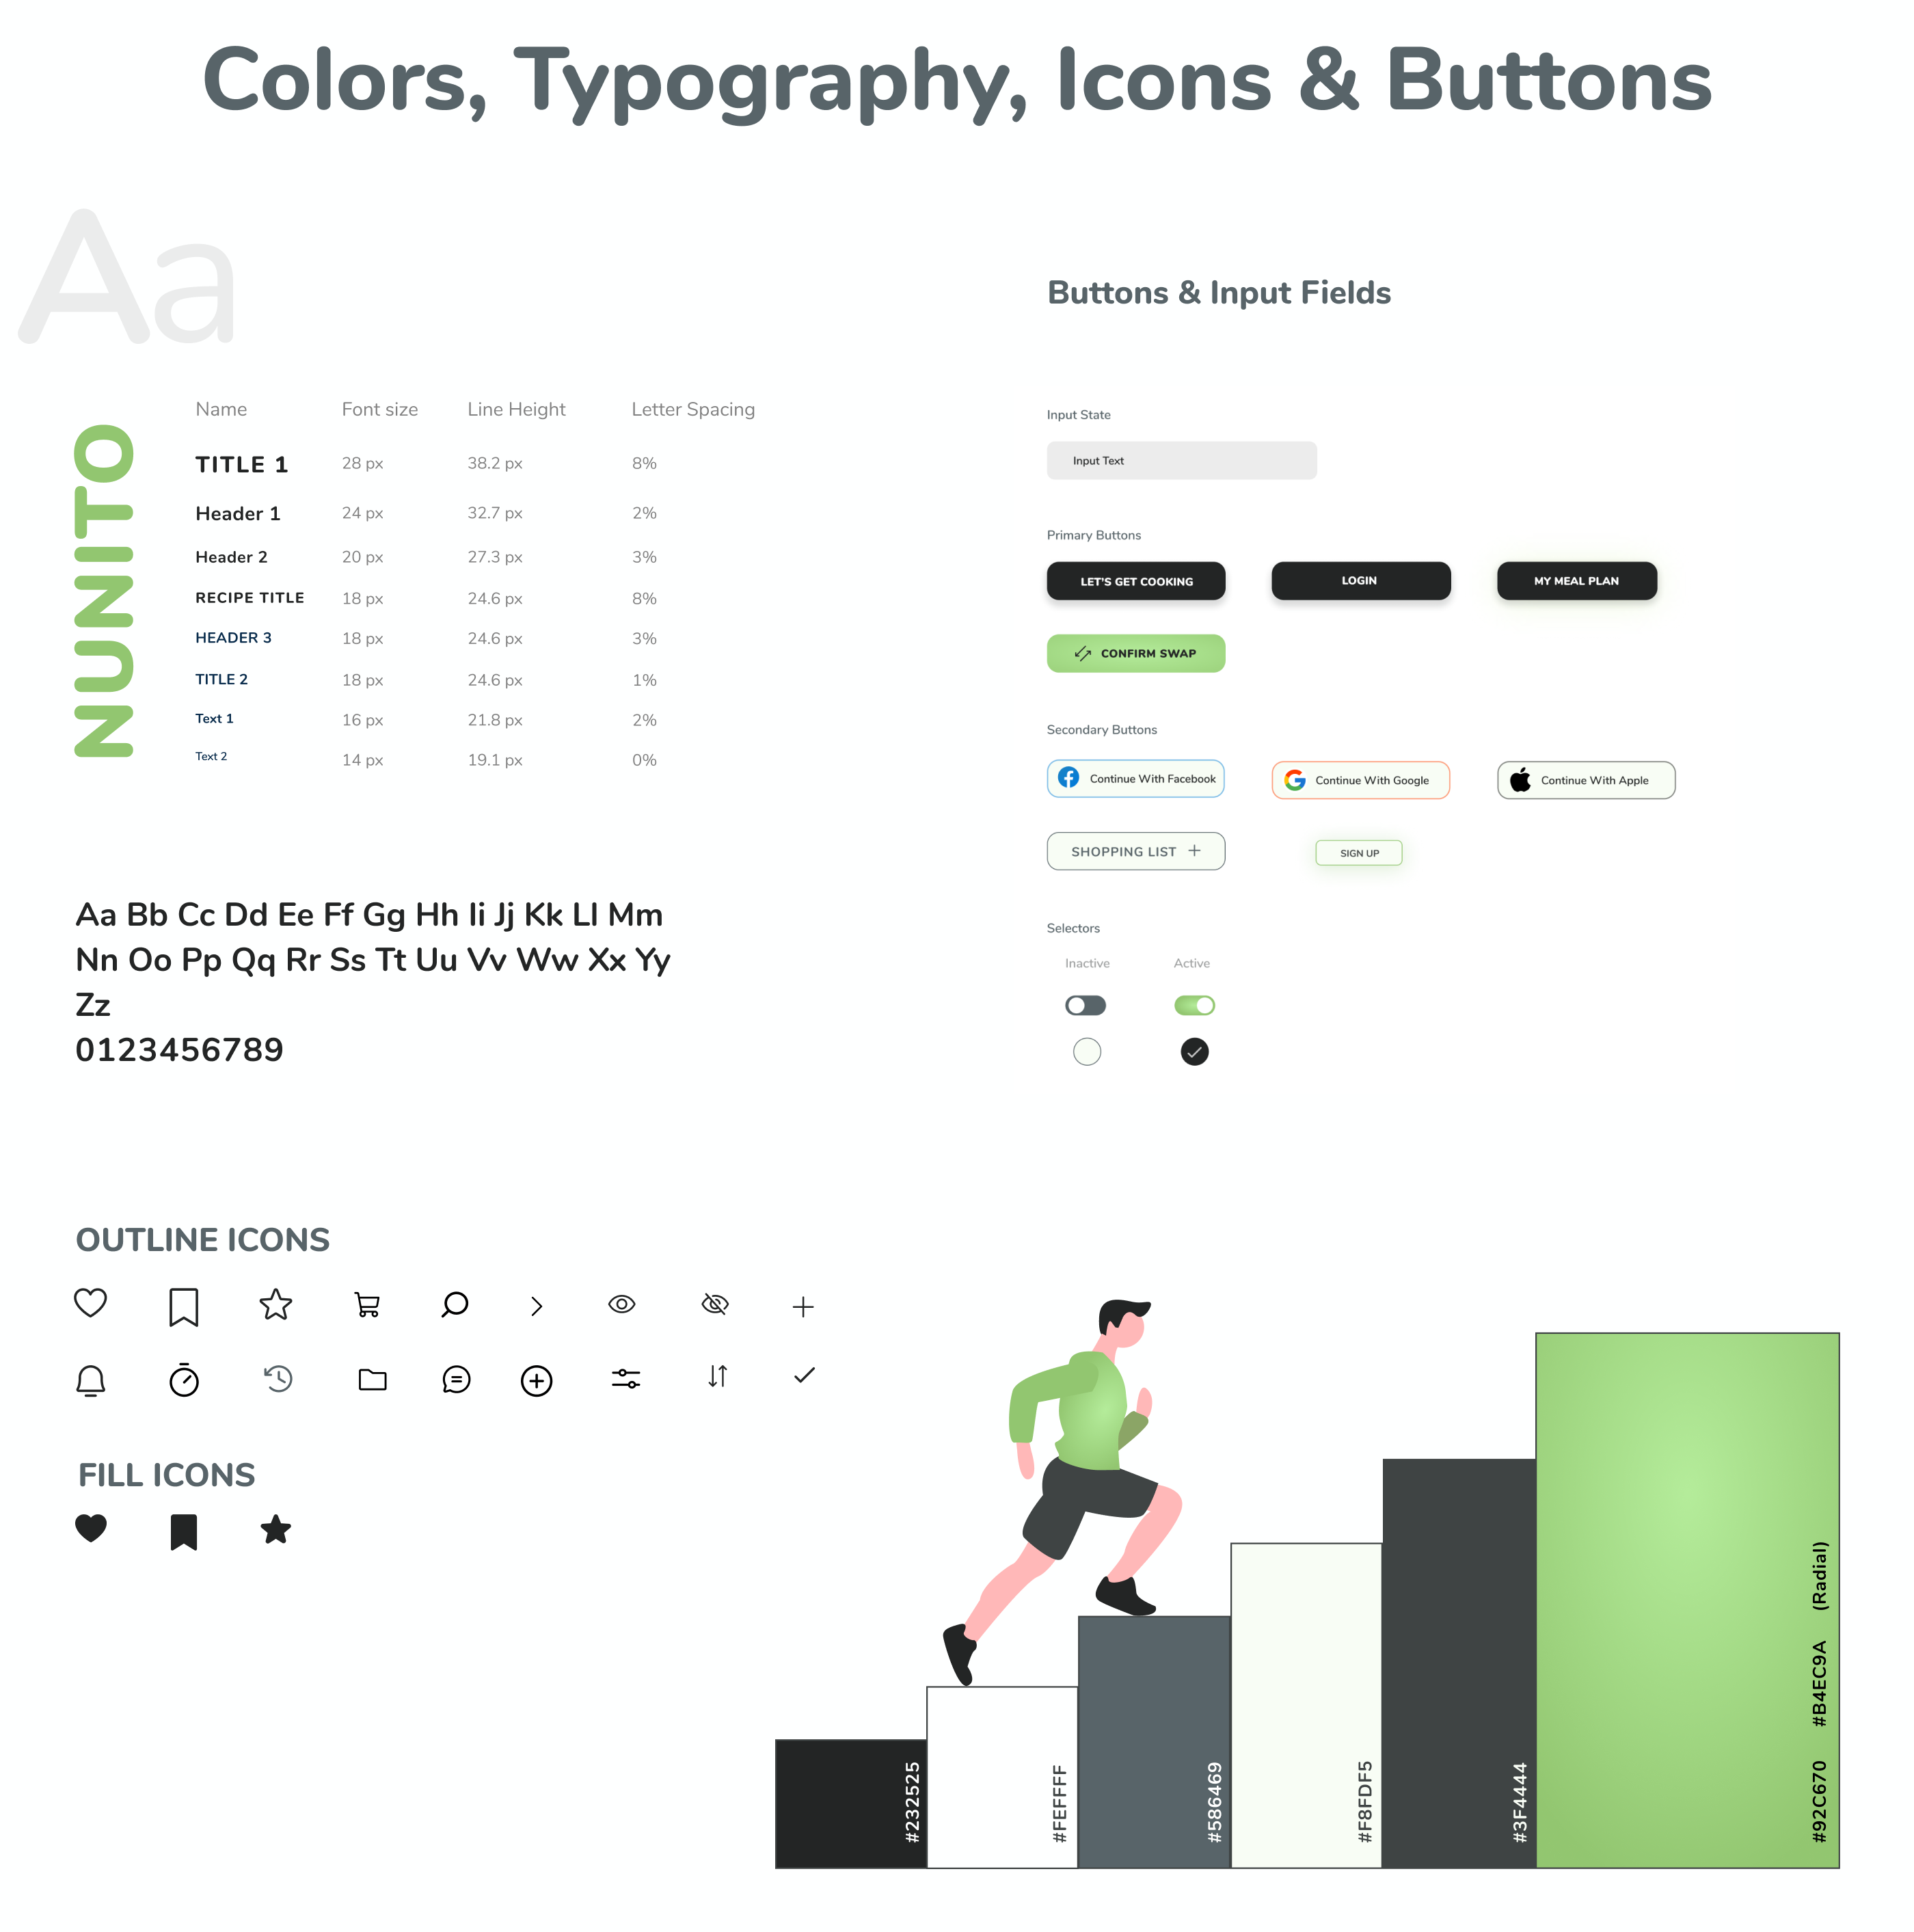 Colors, Typography, Icons & Buttons
Aa
NUNITO
Name Font size Line Height Letter Spacing
TITLE 1 28 px 38.2 px 8%
Header 1 24 px 32.7 px 2%
Header 2 20 px 27.3 px 3%
RECIPE TITLE 18 px 24.6 px 8%
HEADER 3 18 px 24.6 px 3%
TITLE 2 18 px 24.6 px 1%
Text 1 16 px 21.8 px 2%
Text 2 14 px 19.1 px 0%
Aa Bb Cc Dd Ee Ff Gg Hh Ii Jj Kk Ll Mm
Nn Oo Pp Qq Rr Ss Tt Uu Vv Ww Xx Yy
Zz
0123456789
Buttons & Input Fields
Input State
Input Text
Primary Buttons
LET'S GET COOKING LOGIN MY MEAL PLAN
CONFIRM SWAP
Secondary Buttons
Continue With Facebook Continue With Google Continue With Apple
SHOPPING LIST SIGN UP
Selectors
Inactive Active
OUTLINE ICONS
FILL ICONS
#232525
#FEFFFF
#586469
#F8FDF5
#3F4444
#92C670 #B4EC9A (Radial)